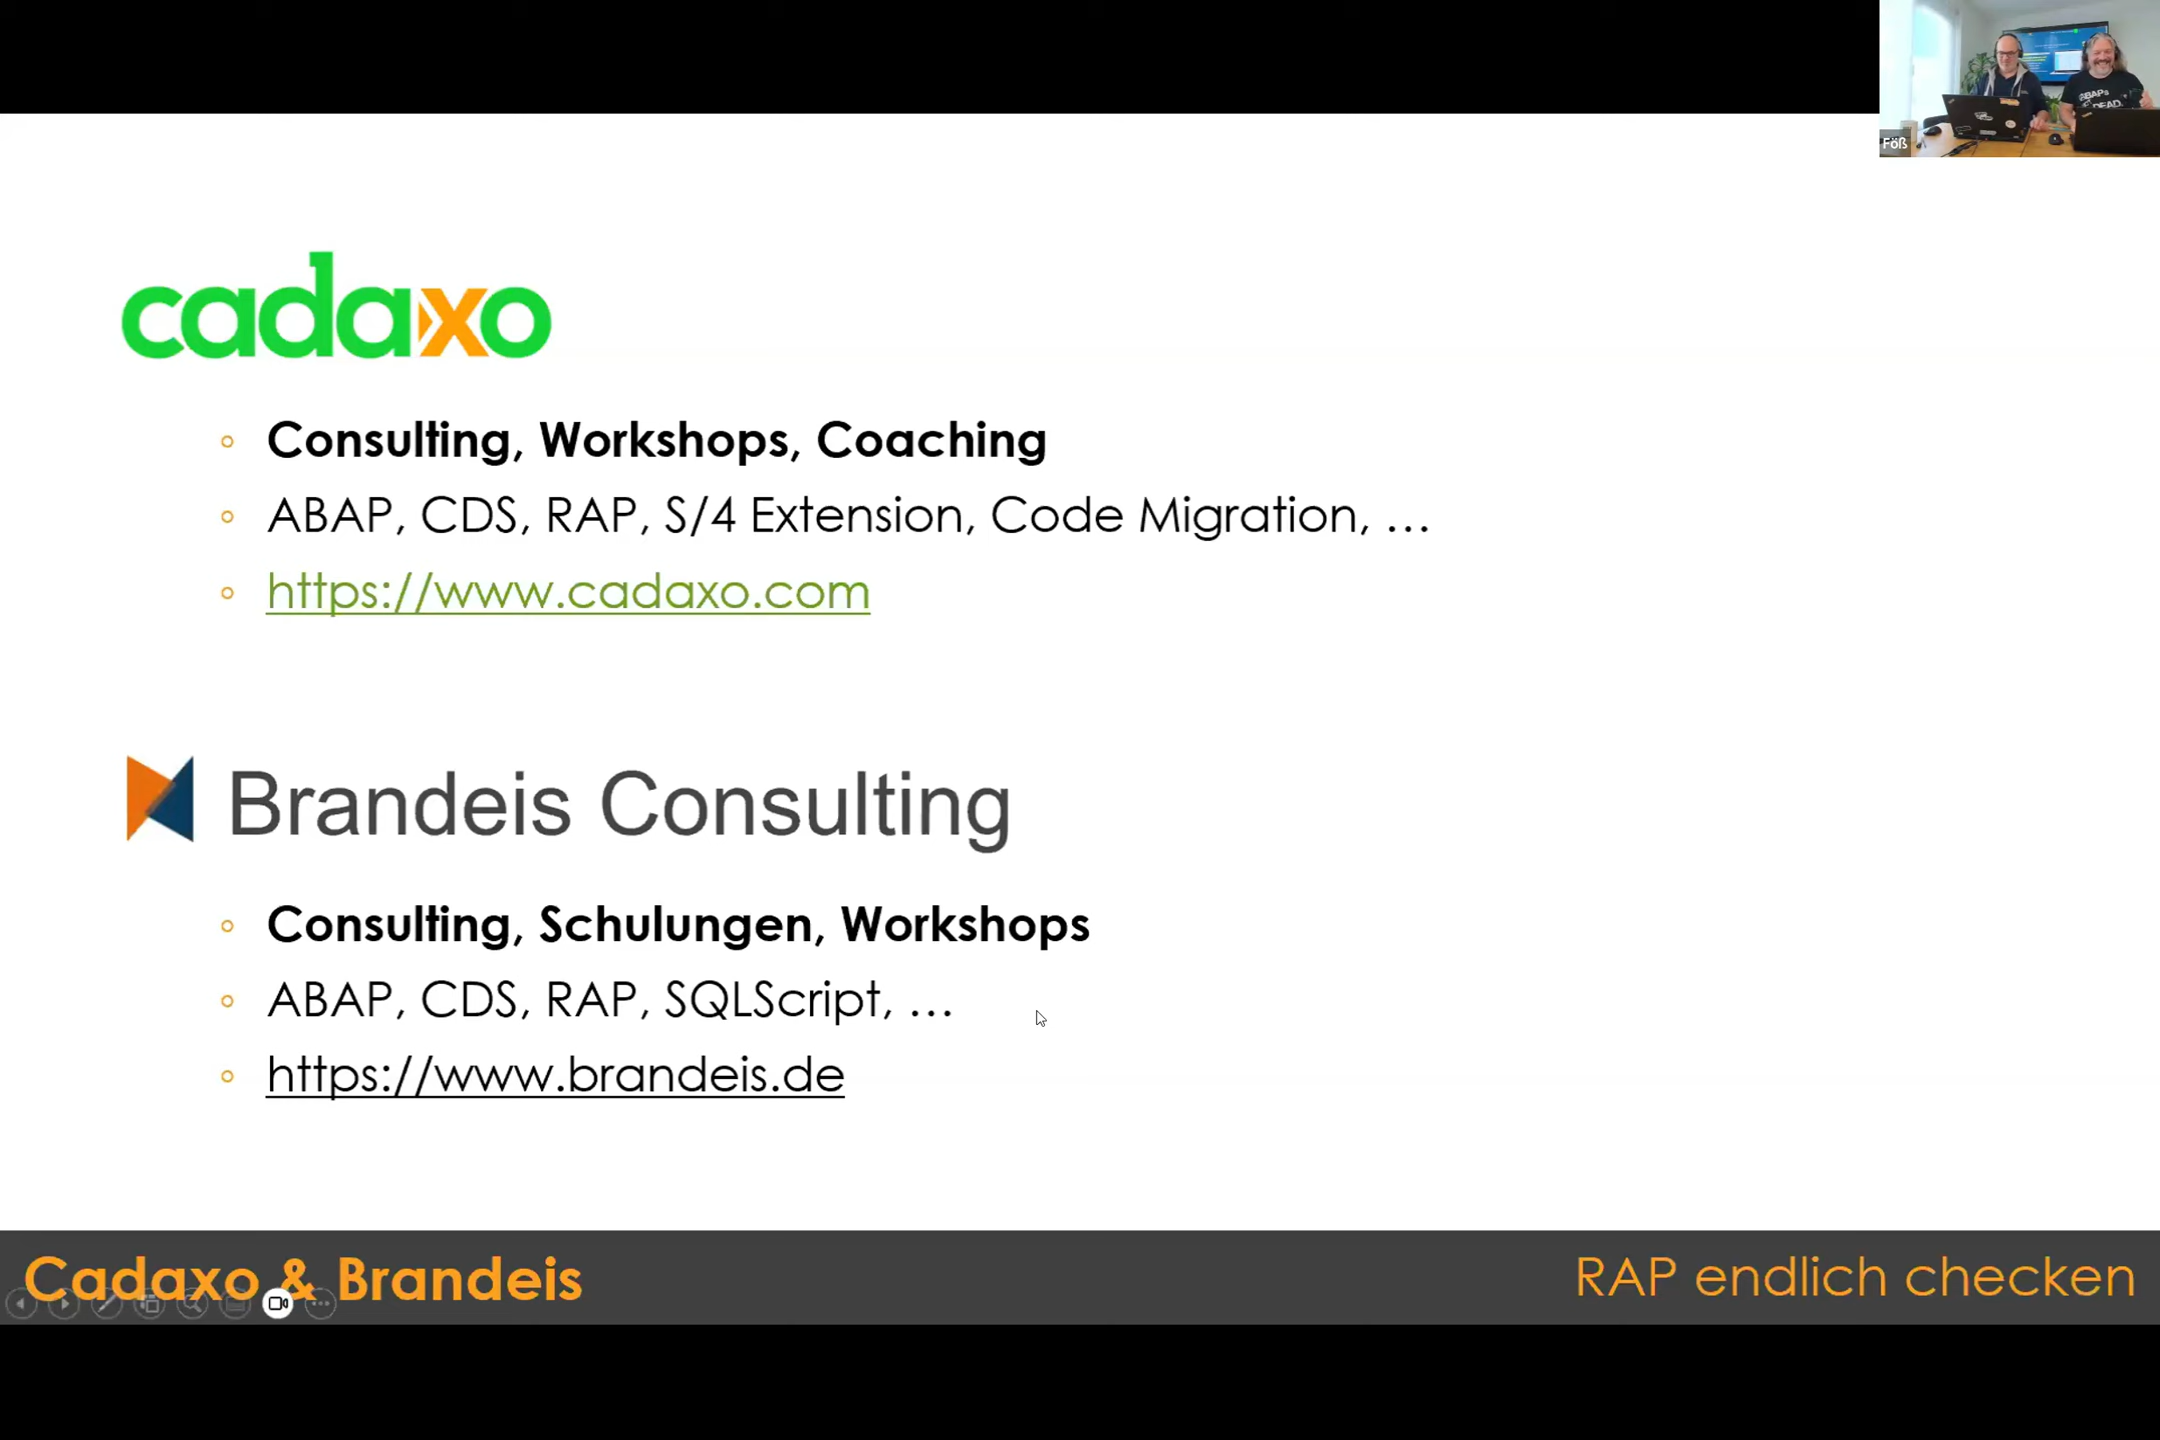 Föß
cadaxo
Consulting, Workshops, Coaching
ABAP, CDS, RAP, S/4 Extension, Code Migration, ...
https://www.cadaxo.com
Brandeis Consulting
Consulting, Schulungen, Workshops
ABAP, CDS, RAP, SQLScript, ...
https://www.brandeis.de
Cadaxo & Brandeis
RAP endlich checken